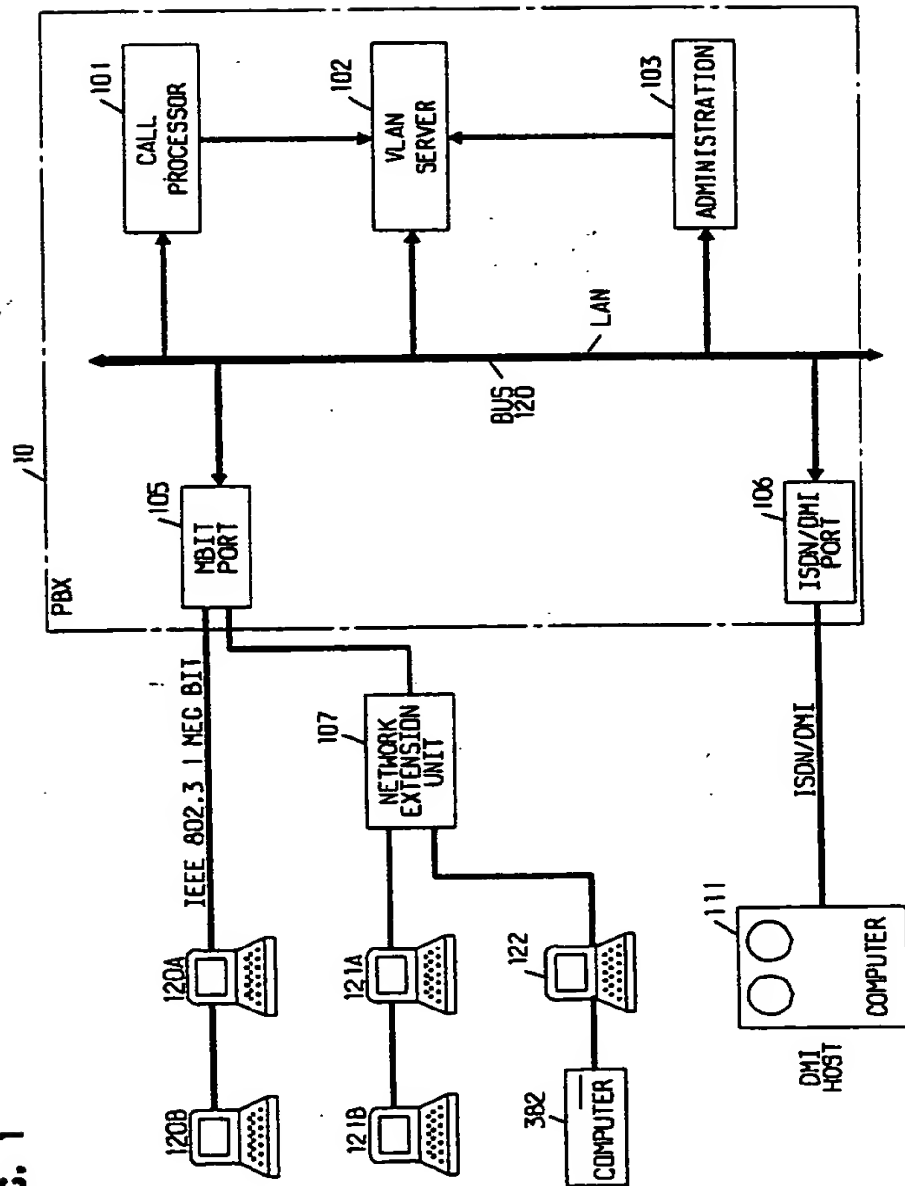 PBX
10
CALL
PROCESSOR
101
VLAN
SERVER
102
ADMINISTRATION
103
LAN
BUS
120
MBIT
PORT
105
ISDN/DMI
PORT
106
IEEE 802.3 1 MEG BIT
NETWORK
EXTENSION
UNIT
107
120B
120A
121B
121A
122
COMPUTER
3B2
ISDN/DMI
DMI
HOST
COMPUTER
111
1